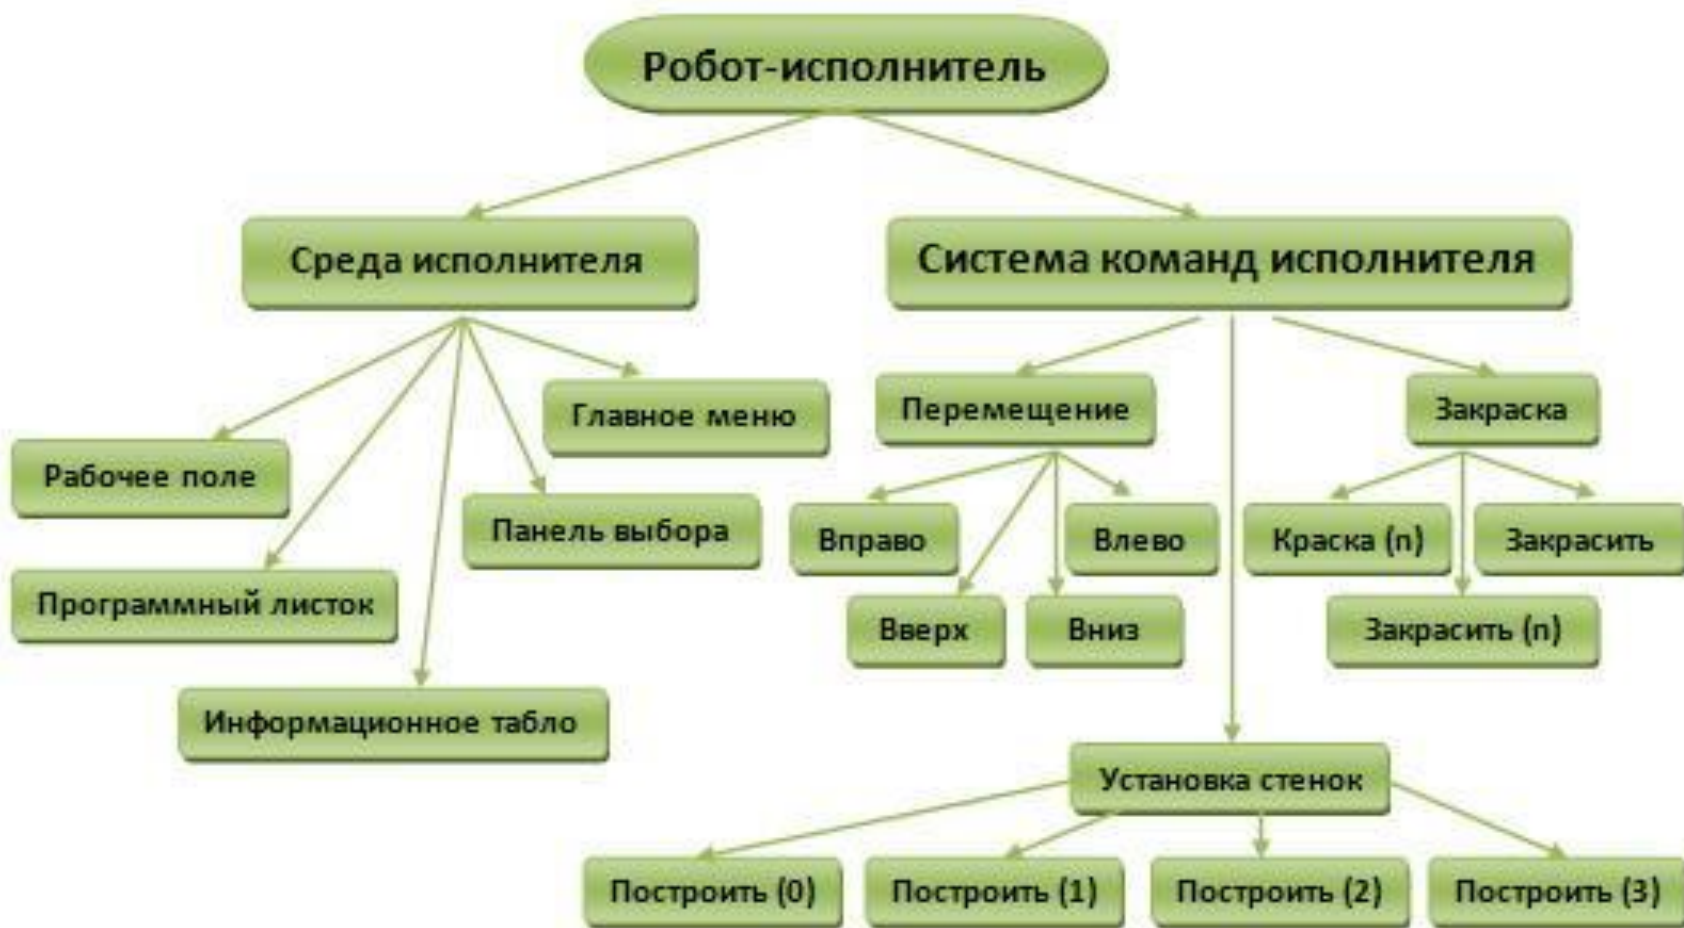 Робот-исполнитель
Среда исполнителя
Система команд исполнителя
Главное меню
Рабочее поле
Панель выбора
Программный листок
Информационное табло
Перемещение
Закраска
Вправо
Влево
Вверх
Вниз
Краска (n)
Закрасить
Закрасить (n)
Установка стенок
Построить (0)
Построить (1)
Построить (2)
Построить (3)